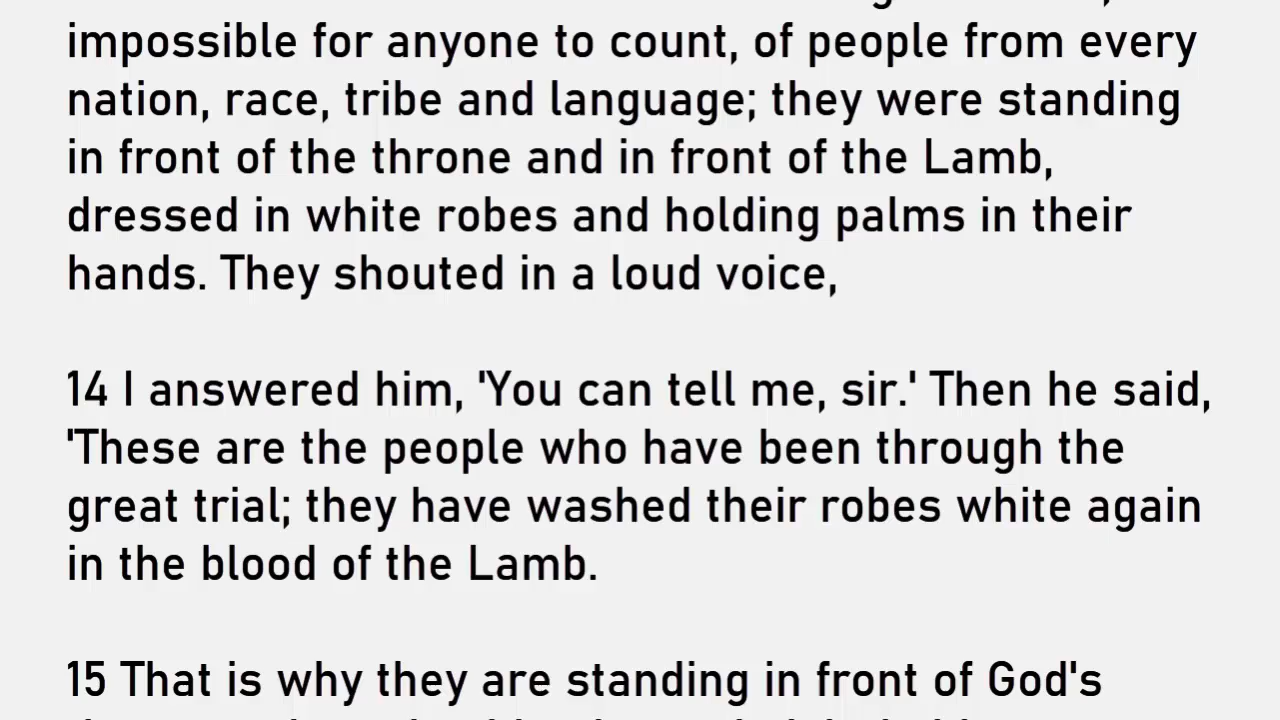 impossible for anyone to count, of people from every
nation, race, tribe and language; they were standing
in front of the throne and in front of the Lamb,
dressed in white robes and holding palms in their
hands. They shouted in a loud voice,
14 I answered him, 'You can tell me, sir.' Then he said,
'These are the people who have been through the
great trial; they have washed their robes white again
in the blood of the Lamb.
15 That is why they are standing in front of God's